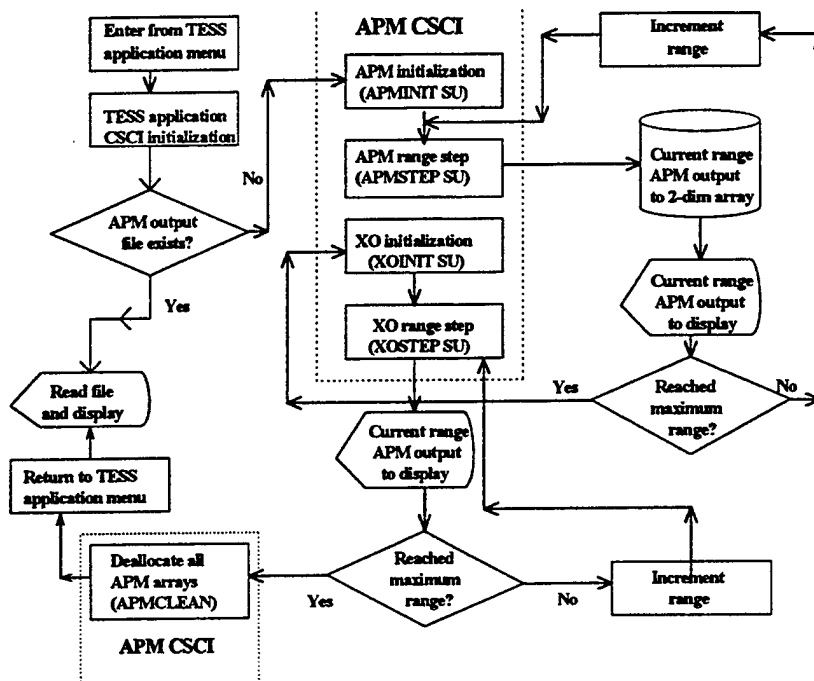 Enter from TESS
application menu
TESS application
CSCI initialization
APM output
file exists?
No
Yes
Read file
and display
Return to TESS
application menu
APM CSCI
APM initialization
(APMINIT SU)
APM range step
(APMSTEP SU)
XO initialization
(XOINIT SU)
XO range step
(XOSTEP SU)
Increment
range
Current range
APM output
to 2-dim array
Current range
APM output
to display
Reached
maximum
range?
Yes
No
Current range
APM output
to display
Reached
maximum
range?
Yes
No
Increment
range
Deallocate all
APM arrays
(APMCLEAN)
APM CSCI